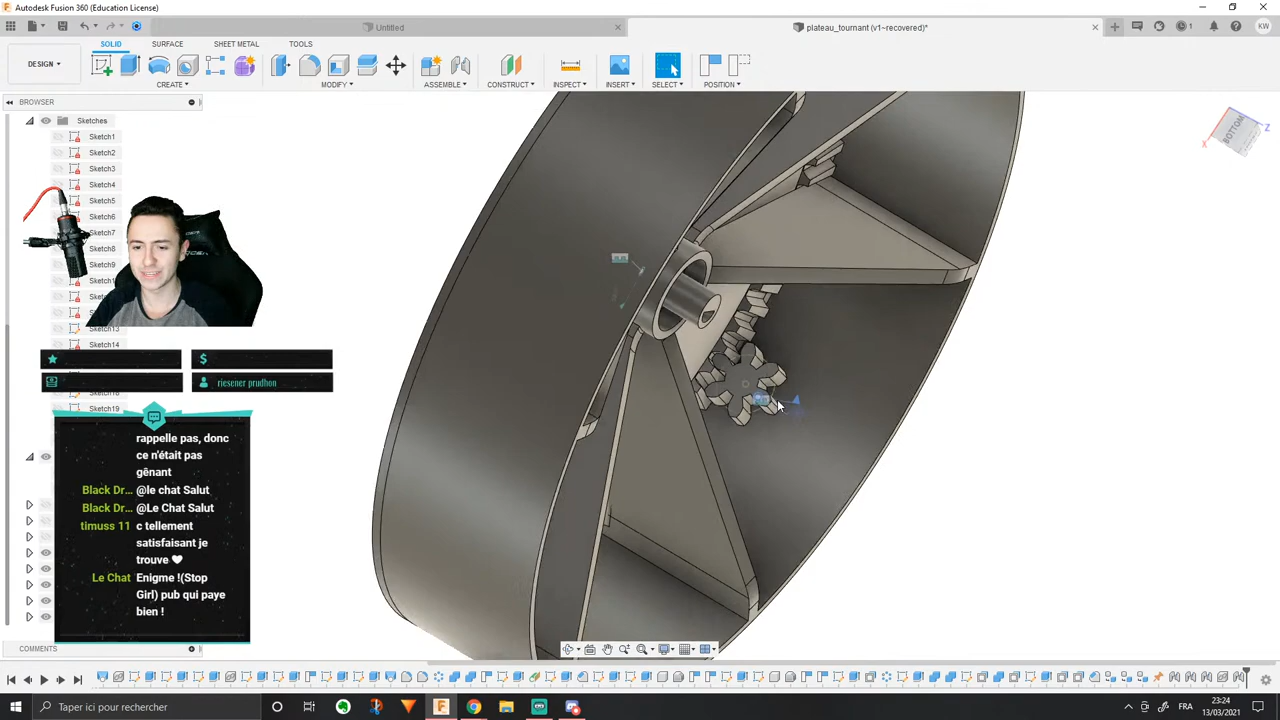 Autodesk Fusion 360 (Education License)
Untitled
plateau_tournant (v1~recovered)*
1
KW
SOLID
SURFACE
SHEET METAL
TOOLS
DESIGN
CREATE
MODIFY
ASSEMBLE
CONSTRUCT
INSPECT
INSERT
SELECT
POSITION
BROWSER
Sketches
Sketch1
Sketch2
Sketch3
Sketch4
Sketch5
Sketch6
Sketch7
Sketch8
Sketch9
Sketch13
Sketch14
Sketch19
BOTTOM
X
Z
$
riesener prudhon
rappelle pas, donc
ce n'était pas
gênant
Black Dr... @le chat Salut
Black Dr... @Le Chat Salut
timuss 11 c tellement
satisfaisant je
trouve ❤
Le Chat Enigme !(Stop
Girl) pub qui paye
bien !
COMMENTS
Taper ici pour rechercher
FRA
23:24
13/03/2021